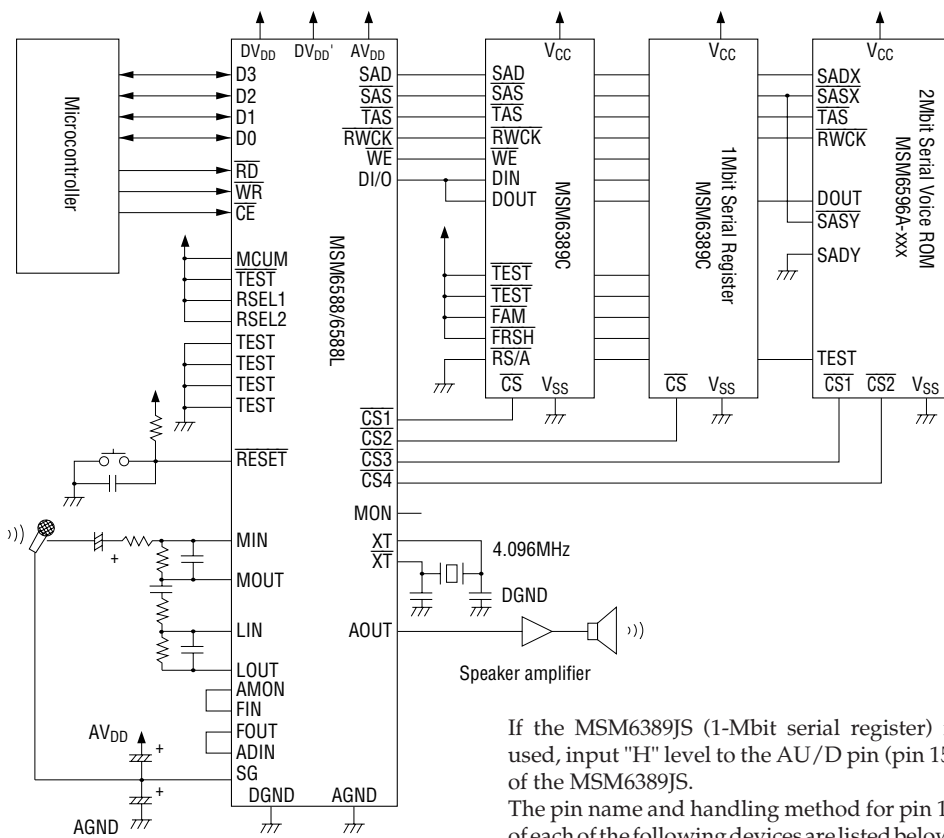 DVDD DVDD' AVDD
VCC
VCC
VCC
Microcontroller
D3
D2
D1
D0
RD
WR
CE
MCUM
TEST
RSEL1
RSEL2
TEST
TEST
TEST
TEST
RESET
MIN
MOUT
LIN
LOUT
AMON
FIN
FOUT
ADIN
SG
DGND AGND
MSM6588/6588L
SAD
SAS
TAS
RWCK
WE
DI/O
CS1
CS2
CS3
CS4
MON
XT
XT
AOUT
SAD
SAS
TAS
RWCK
WE
DIN
DOUT
TEST
TEST
FAM
FRSH
RS/A
CS VSS
MSM6389C
1Mbit Serial Register
MSM6389C
CS VSS
SADX
SASX
TAS
RWCK
DOUT
SASY
SADY
TEST
CS1 CS2 VSS
2Mbit Serial Voice ROM
MSM6596A-xxx
4.096MHz
DGND
Speaker amplifier
+
AVDD
+
+
AGND
If the MSM6389JS (1-Mbit serial register)
used, input "H" level to the AU/D pin (pin 15
of the MSM6389JS.
The pin name and handling method for pin 1
of each of the following devices are listed below